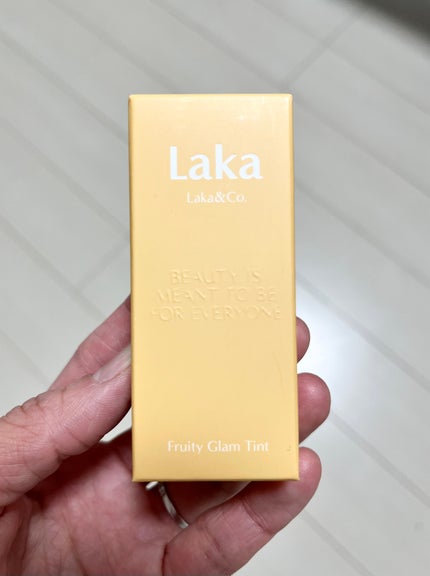 Laka
Laka&Co.
BEAUTY IS
MEANT TO BE
FOR EVERYONE
Fruity Glam Tint